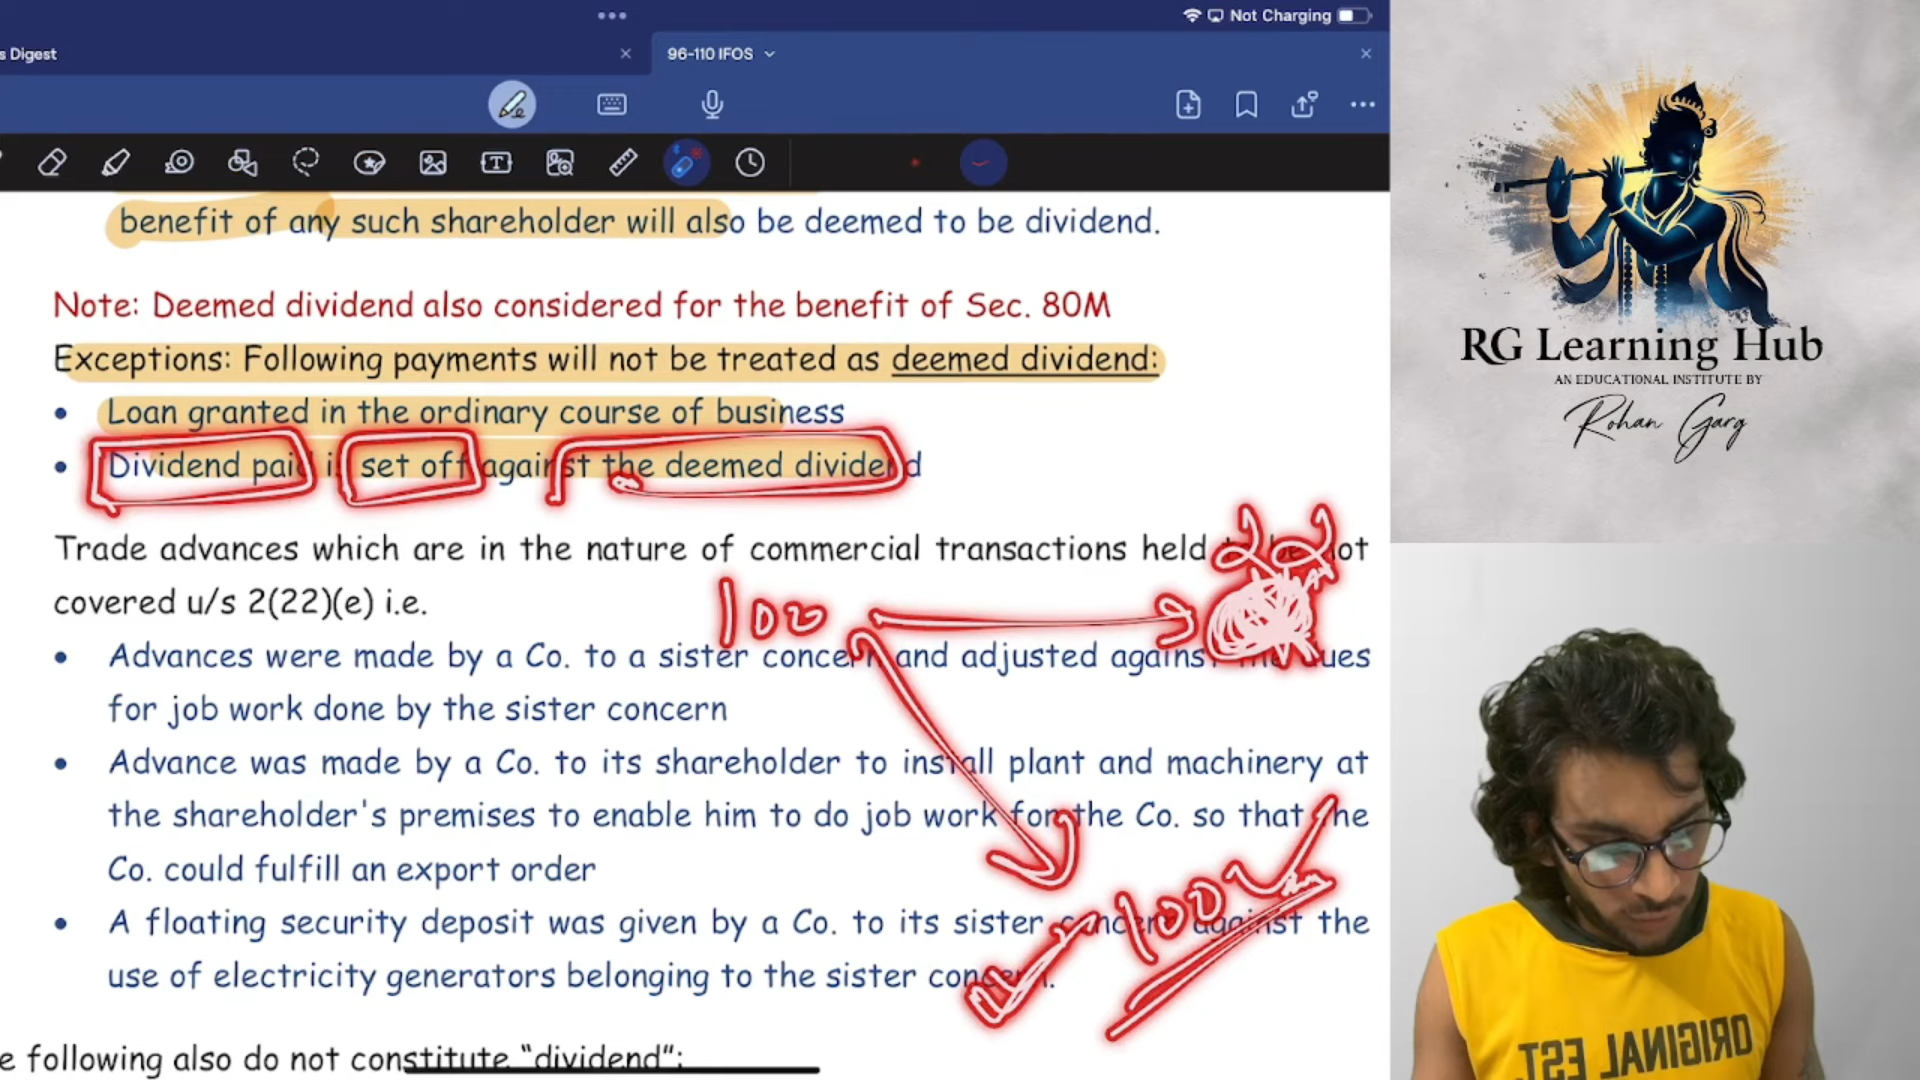 Not Charging
s Digest
96-110 IFOS
benefit of any such shareholder will also be deemed to be dividend.
Note: Deemed dividend also considered for the benefit of Sec. 80M
Exceptions: Following payments will not be treated as deemed dividend:
• Loan granted in the ordinary course of business
• Dividend paid is set off against the deemed dividend
Trade advances which are in the nature of commercial transactions held to be not
covered u/s 2(22)(e) i.e.
100
• Advances were made by a Co. to a sister concern and adjusted against the dues
for job work done by the sister concern
• Advance was made by a Co. to its shareholder to install plant and machinery at
the shareholder's premises to enable him to do job work for the Co. so that the
Co. could fulfill an export order
100
• A floating security deposit was given by a Co. to its sister concern against the
use of electricity generators belonging to the sister concern.
e following also do not constitute "dividend":
RG Learning Hub
AN EDUCATIONAL INSTITUTE BY
Rohan Garg
ORIGINAL EST.